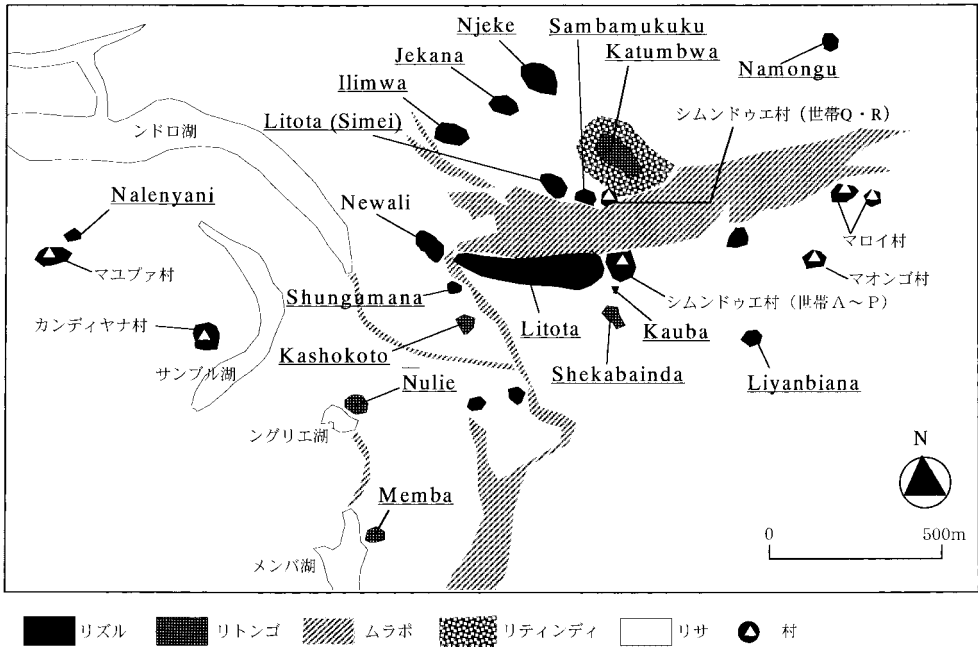 Njeke
Sambamukuku
Jekana
Katumbwa
Namongu
Ilimwa
シムンドゥエ村（世帯Q・R）
ンドロ湖
Litota (Simei)
Nalenyani
Newali
マロイ村
マユブァ村
マオンゴ村
シムンドゥエ村（世帯A～P）
Shungamana
カンディヤナ村
Litota
Kauba
Kashokoto
Shekabainda
Liyanbiana
サンブル湖
Nulie
ングリエ湖
N
Memba
0 500m
メンバ湖
リズル リトンゴ ムラポ リティンディ リサ 村